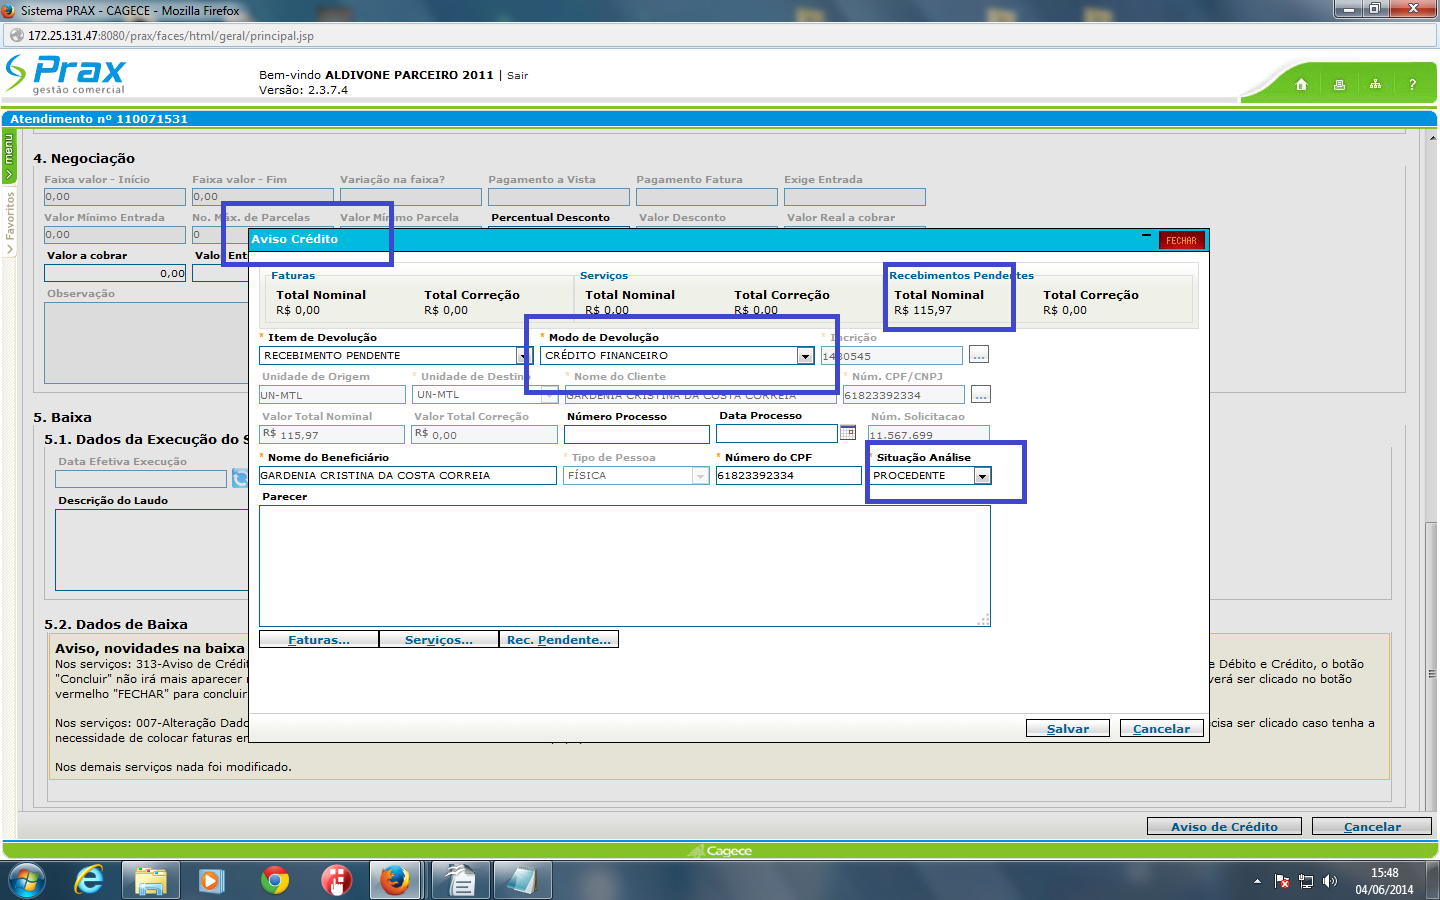 Sistema PRAX - CAGECE - Mozilla Firefox
172.25.131.47:8080/prax/faces/html/geral/principal.jsp
Prax
gestão comercial
Bem-vindo ALDIVONE PARCEIRO 2011 | Sair
Versão: 2.3.7.4
?
Atendimento nº 110071531
menu
Favoritos
4. Negociação
Faixa valor - Início Faixa valor - Fim Variação na faixa? Pagamento a Vista Pagamento Fatura Exige Entrada
0,00 0,00
Valor Mínimo Entrada No. Máx. de Parcelas Valor Mínimo Parcela Percentual Desconto Valor Desconto Valor Real a cobrar
0,00 0
Valor a cobrar Valor Ent
0,00
Observação
Aviso Crédito
FECHAR
Faturas Serviços Recebimentos Pendentes
Total Nominal Total Correção Total Nominal Total Correção Total Nominal Total Correção
R$ 0,00 R$ 0,00 R$ 0,00 R$ 0,00 R$ 115,97 R$ 0,00
* Item de Devolução * Modo de Devolução * Incrição
RECEBIMENTO PENDENTE CRÉDITO FINANCEIRO 1480545 ...
Unidade de Origem * Unidade de Destino * Nome do Cliente * Núm. CPF/CNPJ
UN-MTL UN-MTL GARDENIA CRISTINA DA COSTA CORREIA 61823392334 ...
Valor Total Nominal Valor Total Correção Número Processo Data Processo Núm. Solicitacao
R$ 115,97 R$ 0,00 11.567.699
* Nome do Beneficiário * Tipo de Pessoa * Número do CPF * Situação Análise
GARDENIA CRISTINA DA COSTA CORREIA FÍSICA 61823392334 PROCEDENTE
Parecer
Faturas... Serviços... Rec. Pendente...
Salvar Cancelar
5. Baixa
5.1. Dados da Execução do S
Data Efetiva Execução
Descrição do Laudo
5.2. Dados de Baixa
Aviso, novidades na baixa
Nos serviços: 313-Aviso de Crédit e Débito e Crédito, o botão
"Concluir" não irá mais aparecer verá ser clicado no botão
vermelho "FECHAR" para concluir
Nos serviços: 007-Alteração Dado cisa ser clicado caso tenha a
necessidade de colocar faturas e
Nos demais serviços nada foi modificado.
Aviso de Crédito Cancelar
Cagece
15:48
04/06/2014